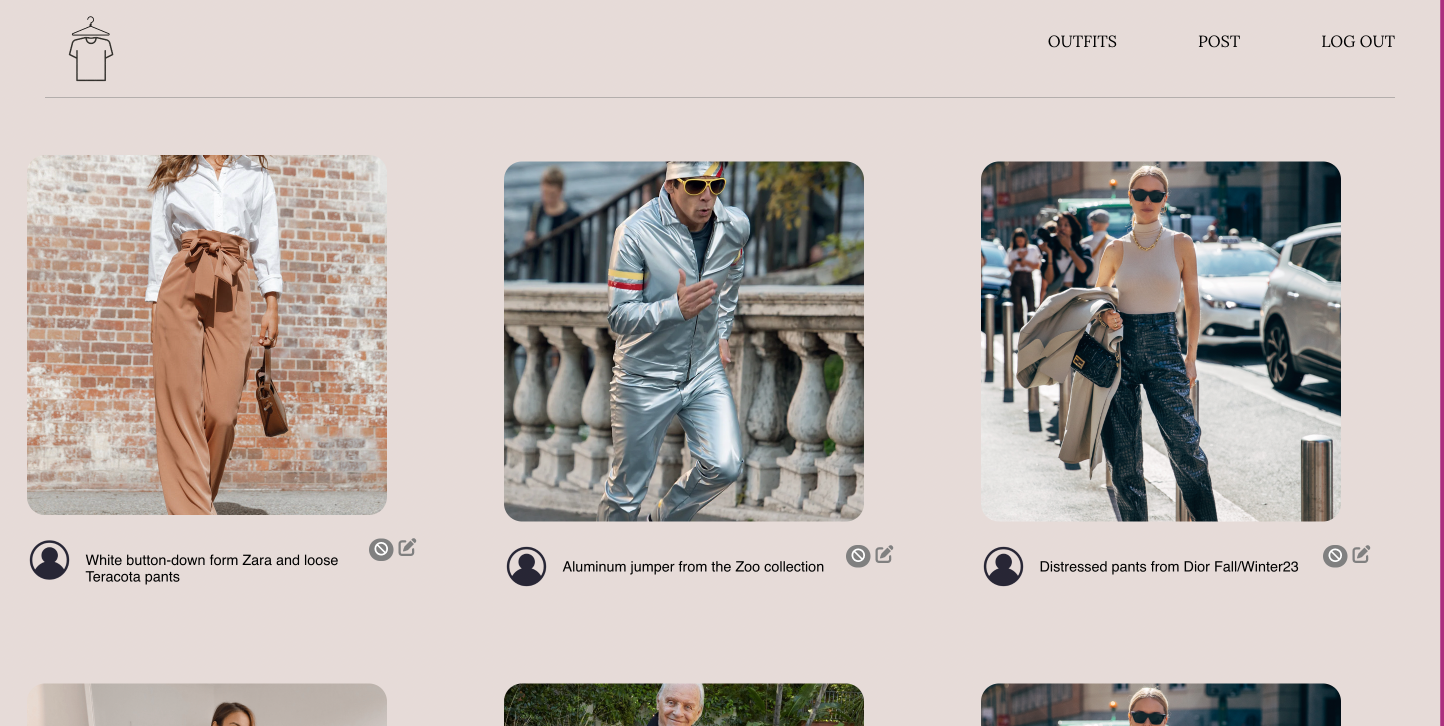 OUTFITS
POST
LOG OUT
White button-down form Zara and loose
Teracota pants
Aluminum jumper from the Zoo collection
Distressed pants from Dior Fall/Winter23